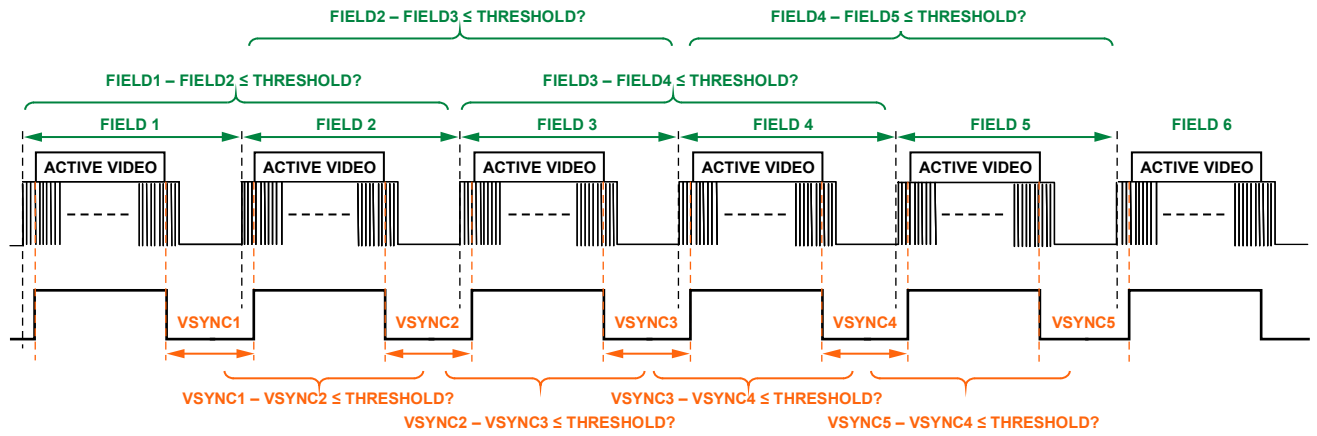 FIELD2 – FIELD3 ≤ THRESHOLD?
FIELD4 – FIELD5 ≤ THRESHOLD?
FIELD1 – FIELD2 ≤ THRESHOLD?
FIELD3 – FIELD4 ≤ THRESHOLD?
FIELD 1
FIELD 2
FIELD 3
FIELD 4
FIELD 5
FIELD 6
ACTIVE VIDEO
ACTIVE VIDEO
ACTIVE VIDEO
ACTIVE VIDEO
ACTIVE VIDEO
ACTIVE VIDEO
VSYNC1
VSYNC2
VSYNC3
VSYNC4
VSYNC5
VSYNC1 – VSYNC2 ≤ THRESHOLD?
VSYNC3 – VSYNC4 ≤ THRESHOLD?
VSYNC2 – VSYNC3 ≤ THRESHOLD?
VSYNC5 – VSYNC4 ≤ THRESHOLD?